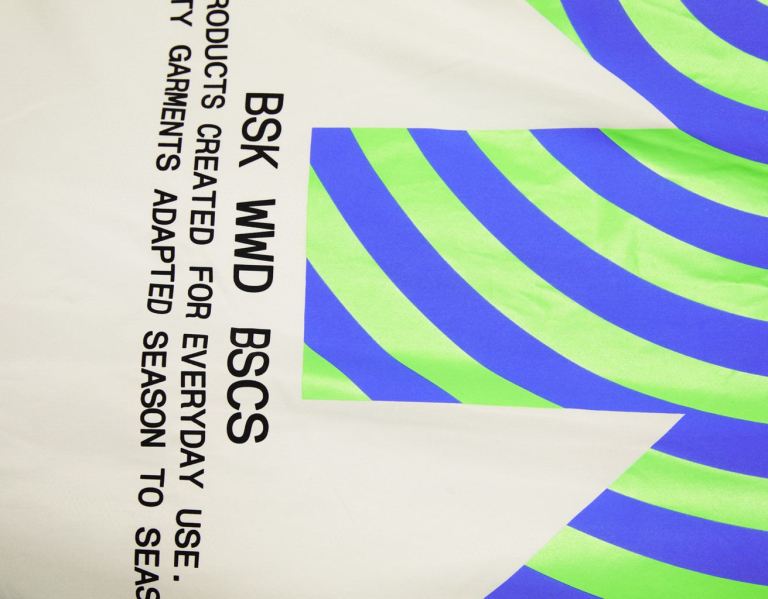 BSK WWD BSCS
RODUCTS CREATED FOR EVERYDAY USE.
TY GARMENTS ADAPTED SEASON TO SEAS